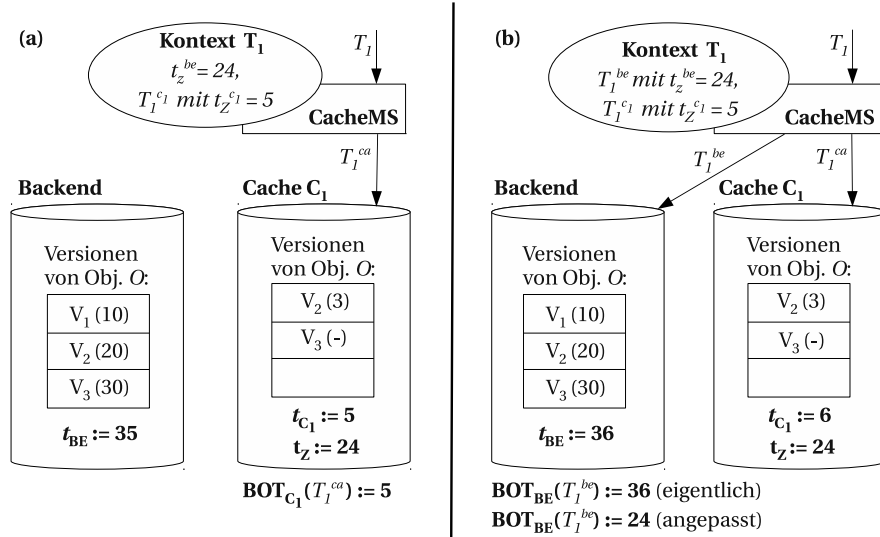 (a)
Kontext T₁
t_z^be = 24,
T₁^c₁ mit t_Z^c₁ = 5
T₁
CacheMS
T₁^ca
Backend
Cache C₁
Versionen
von Obj. O:
V₁ (10)
V₂ (20)
V₃ (30)
t_BE := 35
Versionen
von Obj. O:
V₂ (3)
V₃ (-)
t_C₁ := 5
t_Z := 24
BOT_C₁(T₁^ca) := 5
(b)
Kontext T₁
T₁^be mit t_z^be = 24,
T₁^c₁ mit t_Z^c₁ = 5
T₁
CacheMS
T₁^be
T₁^ca
Backend
Cache C₁
Versionen
von Obj. O:
V₁ (10)
V₂ (20)
V₃ (30)
t_BE := 36
Versionen
von Obj. O:
V₂ (3)
V₃ (-)
t_C₁ := 6
t_Z := 24
BOT_BE(T₁^be) := 36 (eigentlich)
BOT_BE(T₁^be) := 24 (angepasst)